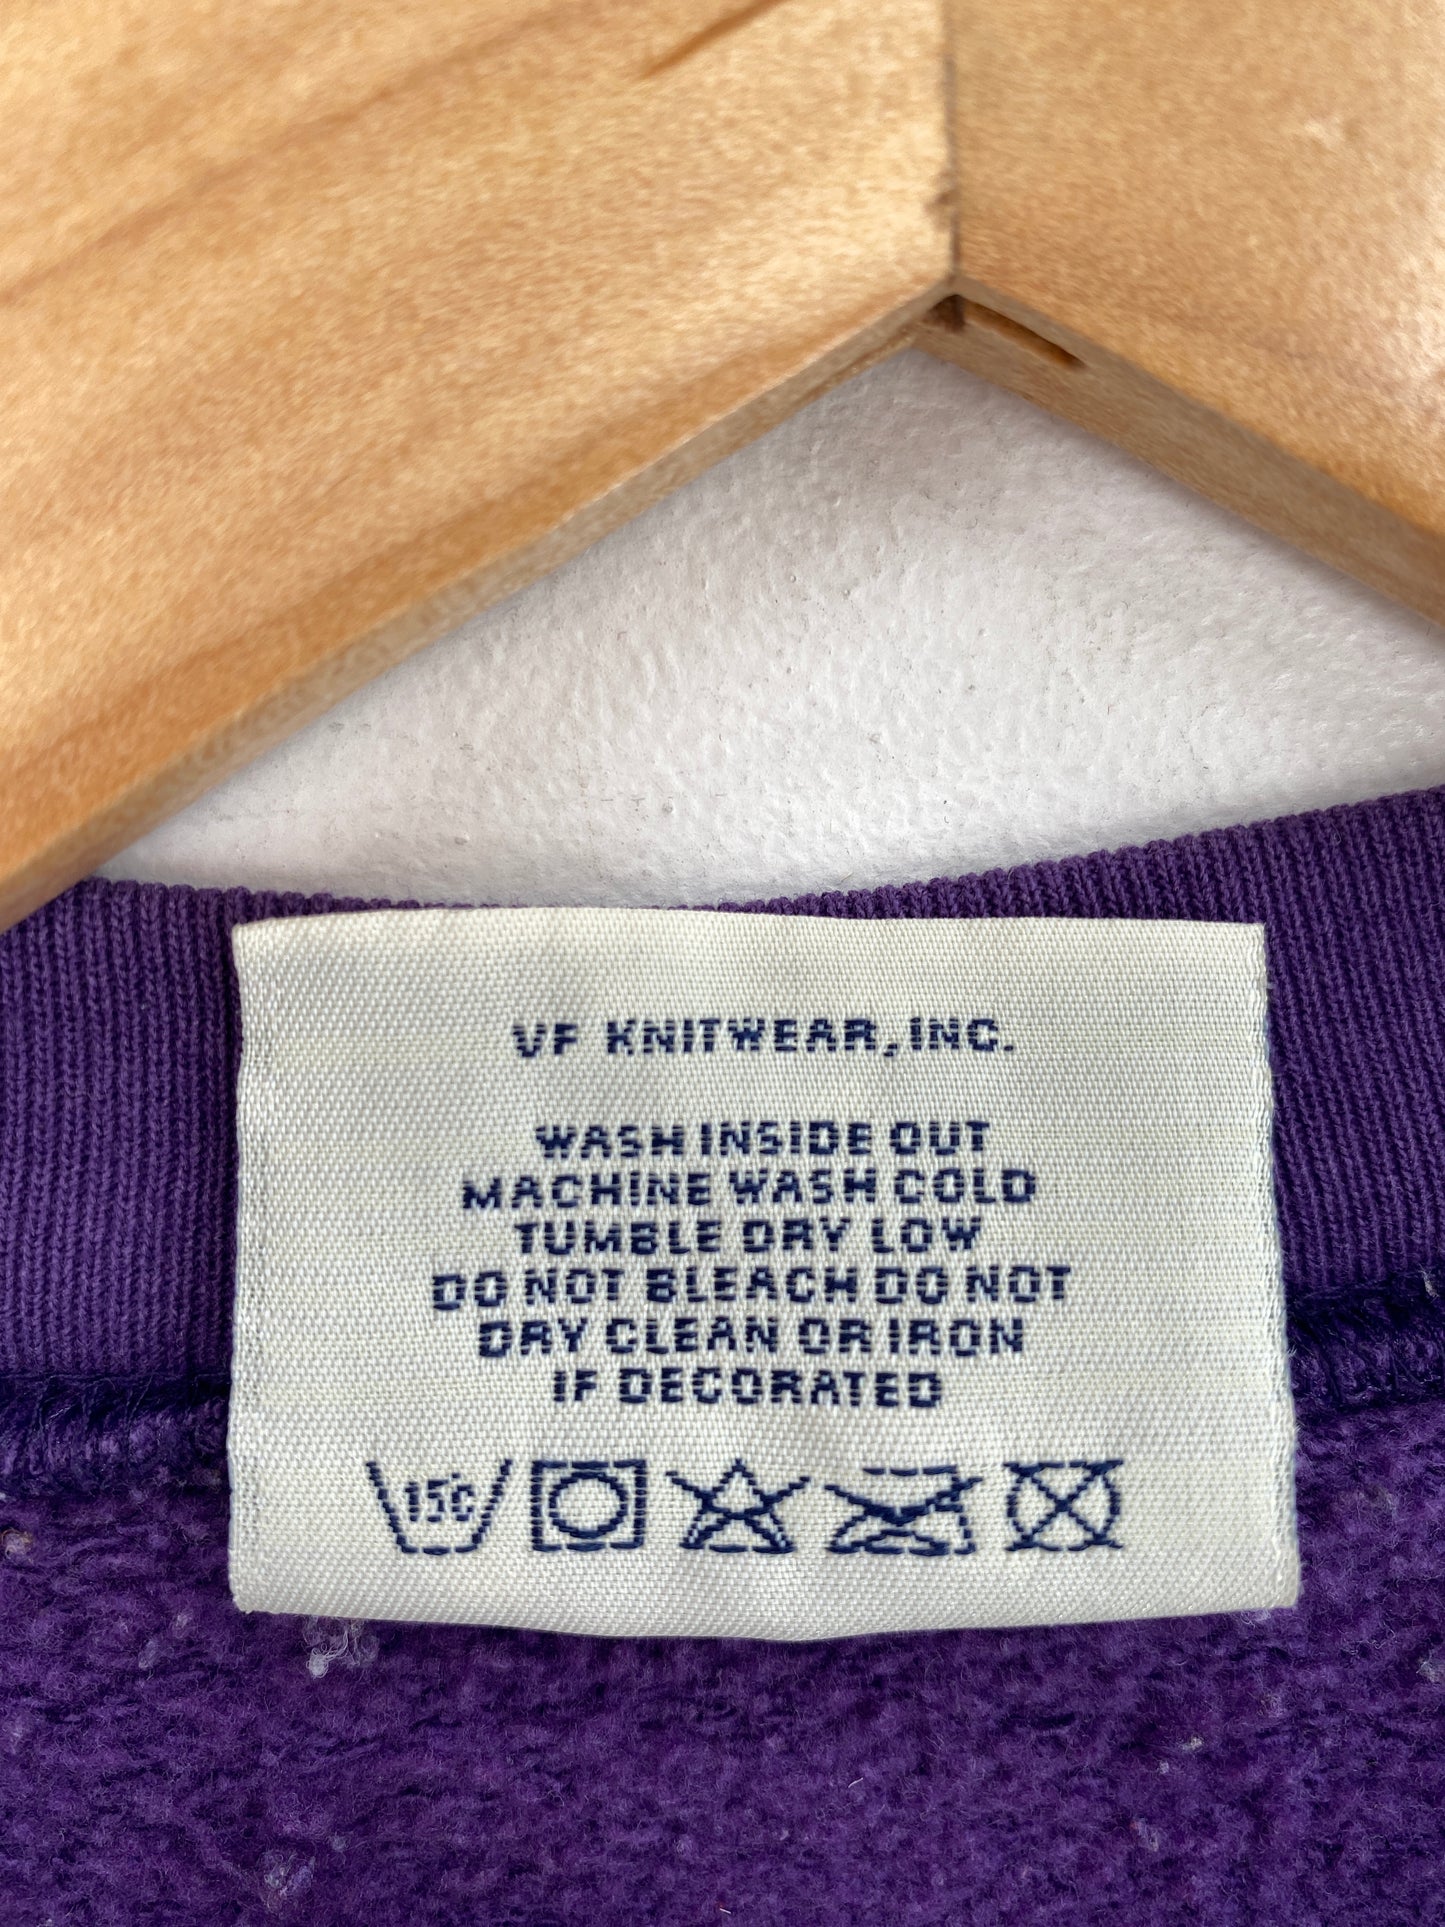 VF KNITWEAR, INC.
WASH INSIDE OUT
MACHINE WASH COLD
TUMBLE DRY LOW
DO NOT BLEACH DO NOT
DRY CLEAN OR IRON
IF DECORATED
15C